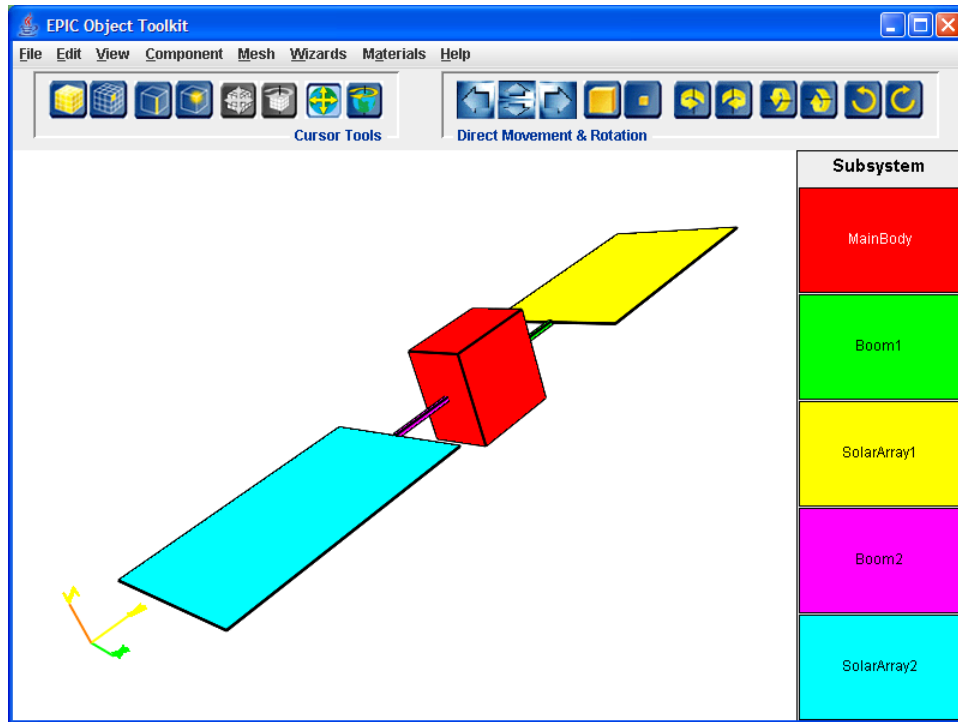 EPIC Object Toolkit
File Edit View Component Mesh Wizards Materials Help
Cursor Tools
Direct Movement & Rotation
Subsystem
MainBody
Boom1
SolarArray1
Boom2
SolarArray2